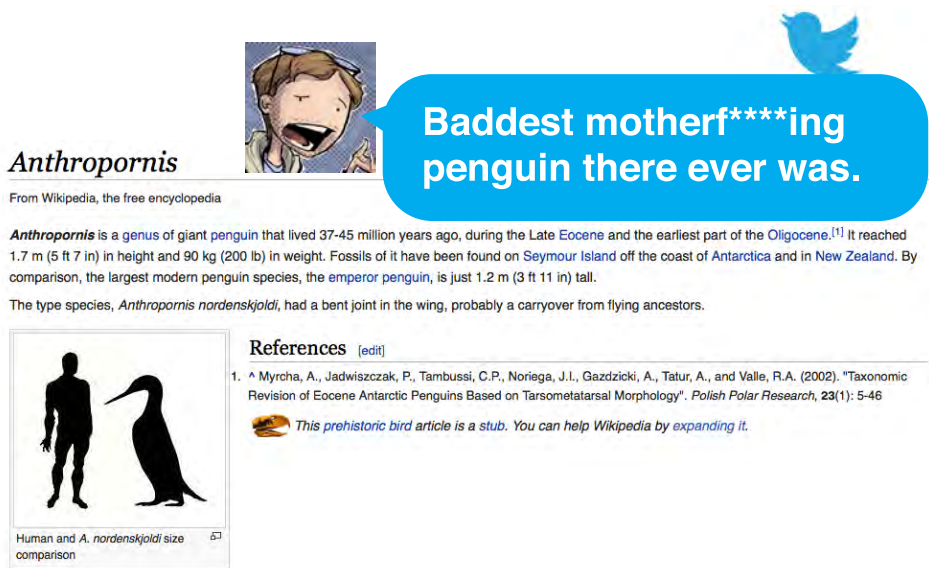 Baddest motherf****ing
penguin there ever was.
Anthropornis
From Wikipedia, the free encyclopedia
Anthropornis is a genus of giant penguin that lived 37-45 million years ago, during the Late Eocene and the earliest part of the Oligocene.[1] It reached
1.7 m (5 ft 7 in) in height and 90 kg (200 lb) in weight. Fossils of it have been found on Seymour Island off the coast of Antarctica and in New Zealand. By
comparison, the largest modern penguin species, the emperor penguin, is just 1.2 m (3 ft 11 in) tall.
The type species, Anthropornis nordenskjoldi, had a bent joint in the wing, probably a carryover from flying ancestors.
References [edit]
1. ^ Myrcha, A., Jadwiszczak, P., Tambussi, C.P., Noriega, J.I., Gazdzicki, A., Tatur, A., and Valle, R.A. (2002). "Taxonomic
Revision of Eocene Antarctic Penguins Based on Tarsometatarsal Morphology". Polish Polar Research, 23(1): 5-46
This prehistoric bird article is a stub. You can help Wikipedia by expanding it.
Human and A. nordenskjoldi size
comparison